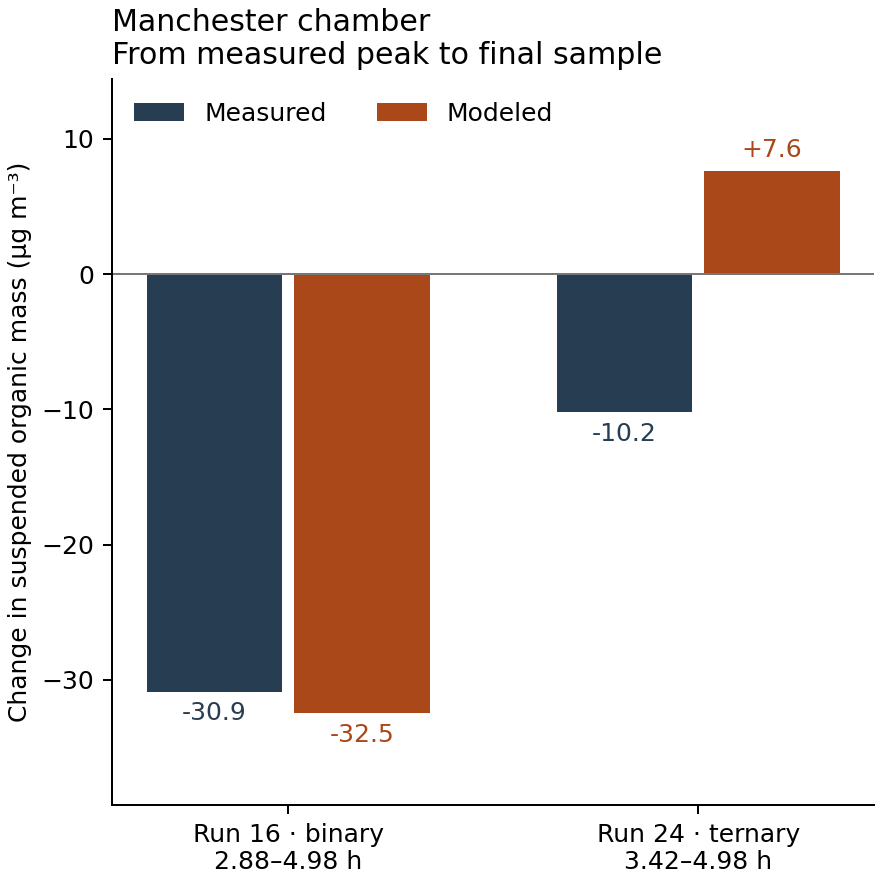 Manchester chamber
From measured peak to final sample
Measured
Modeled
Change in suspended organic mass (µg m⁻³)
10
0
−10
−20
−30
+7.6
-10.2
-30.9
-32.5
Run 16 · binary
2.88–4.98 h
Run 24 · ternary
3.42–4.98 h